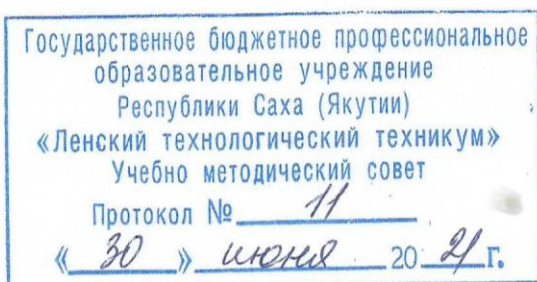 Государственное бюджетное профессиональное
образовательное учреждение
Республики Саха (Якутии)
«Ленский технологический техникум»
Учебно методический совет
Протокол № 11
« 30 » июня 20 21 г.